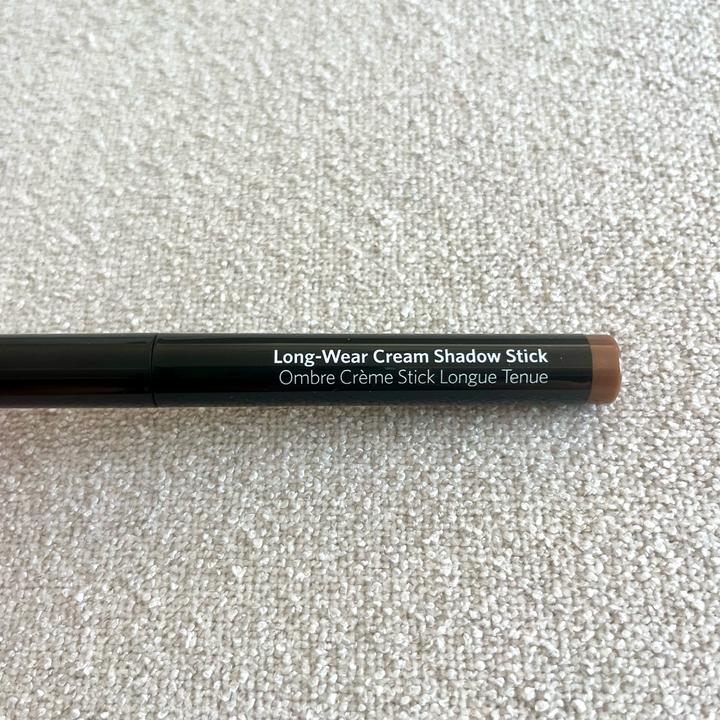 Long-Wear Cream Shadow Stick
Ombre Crème Stick Longue Tenue